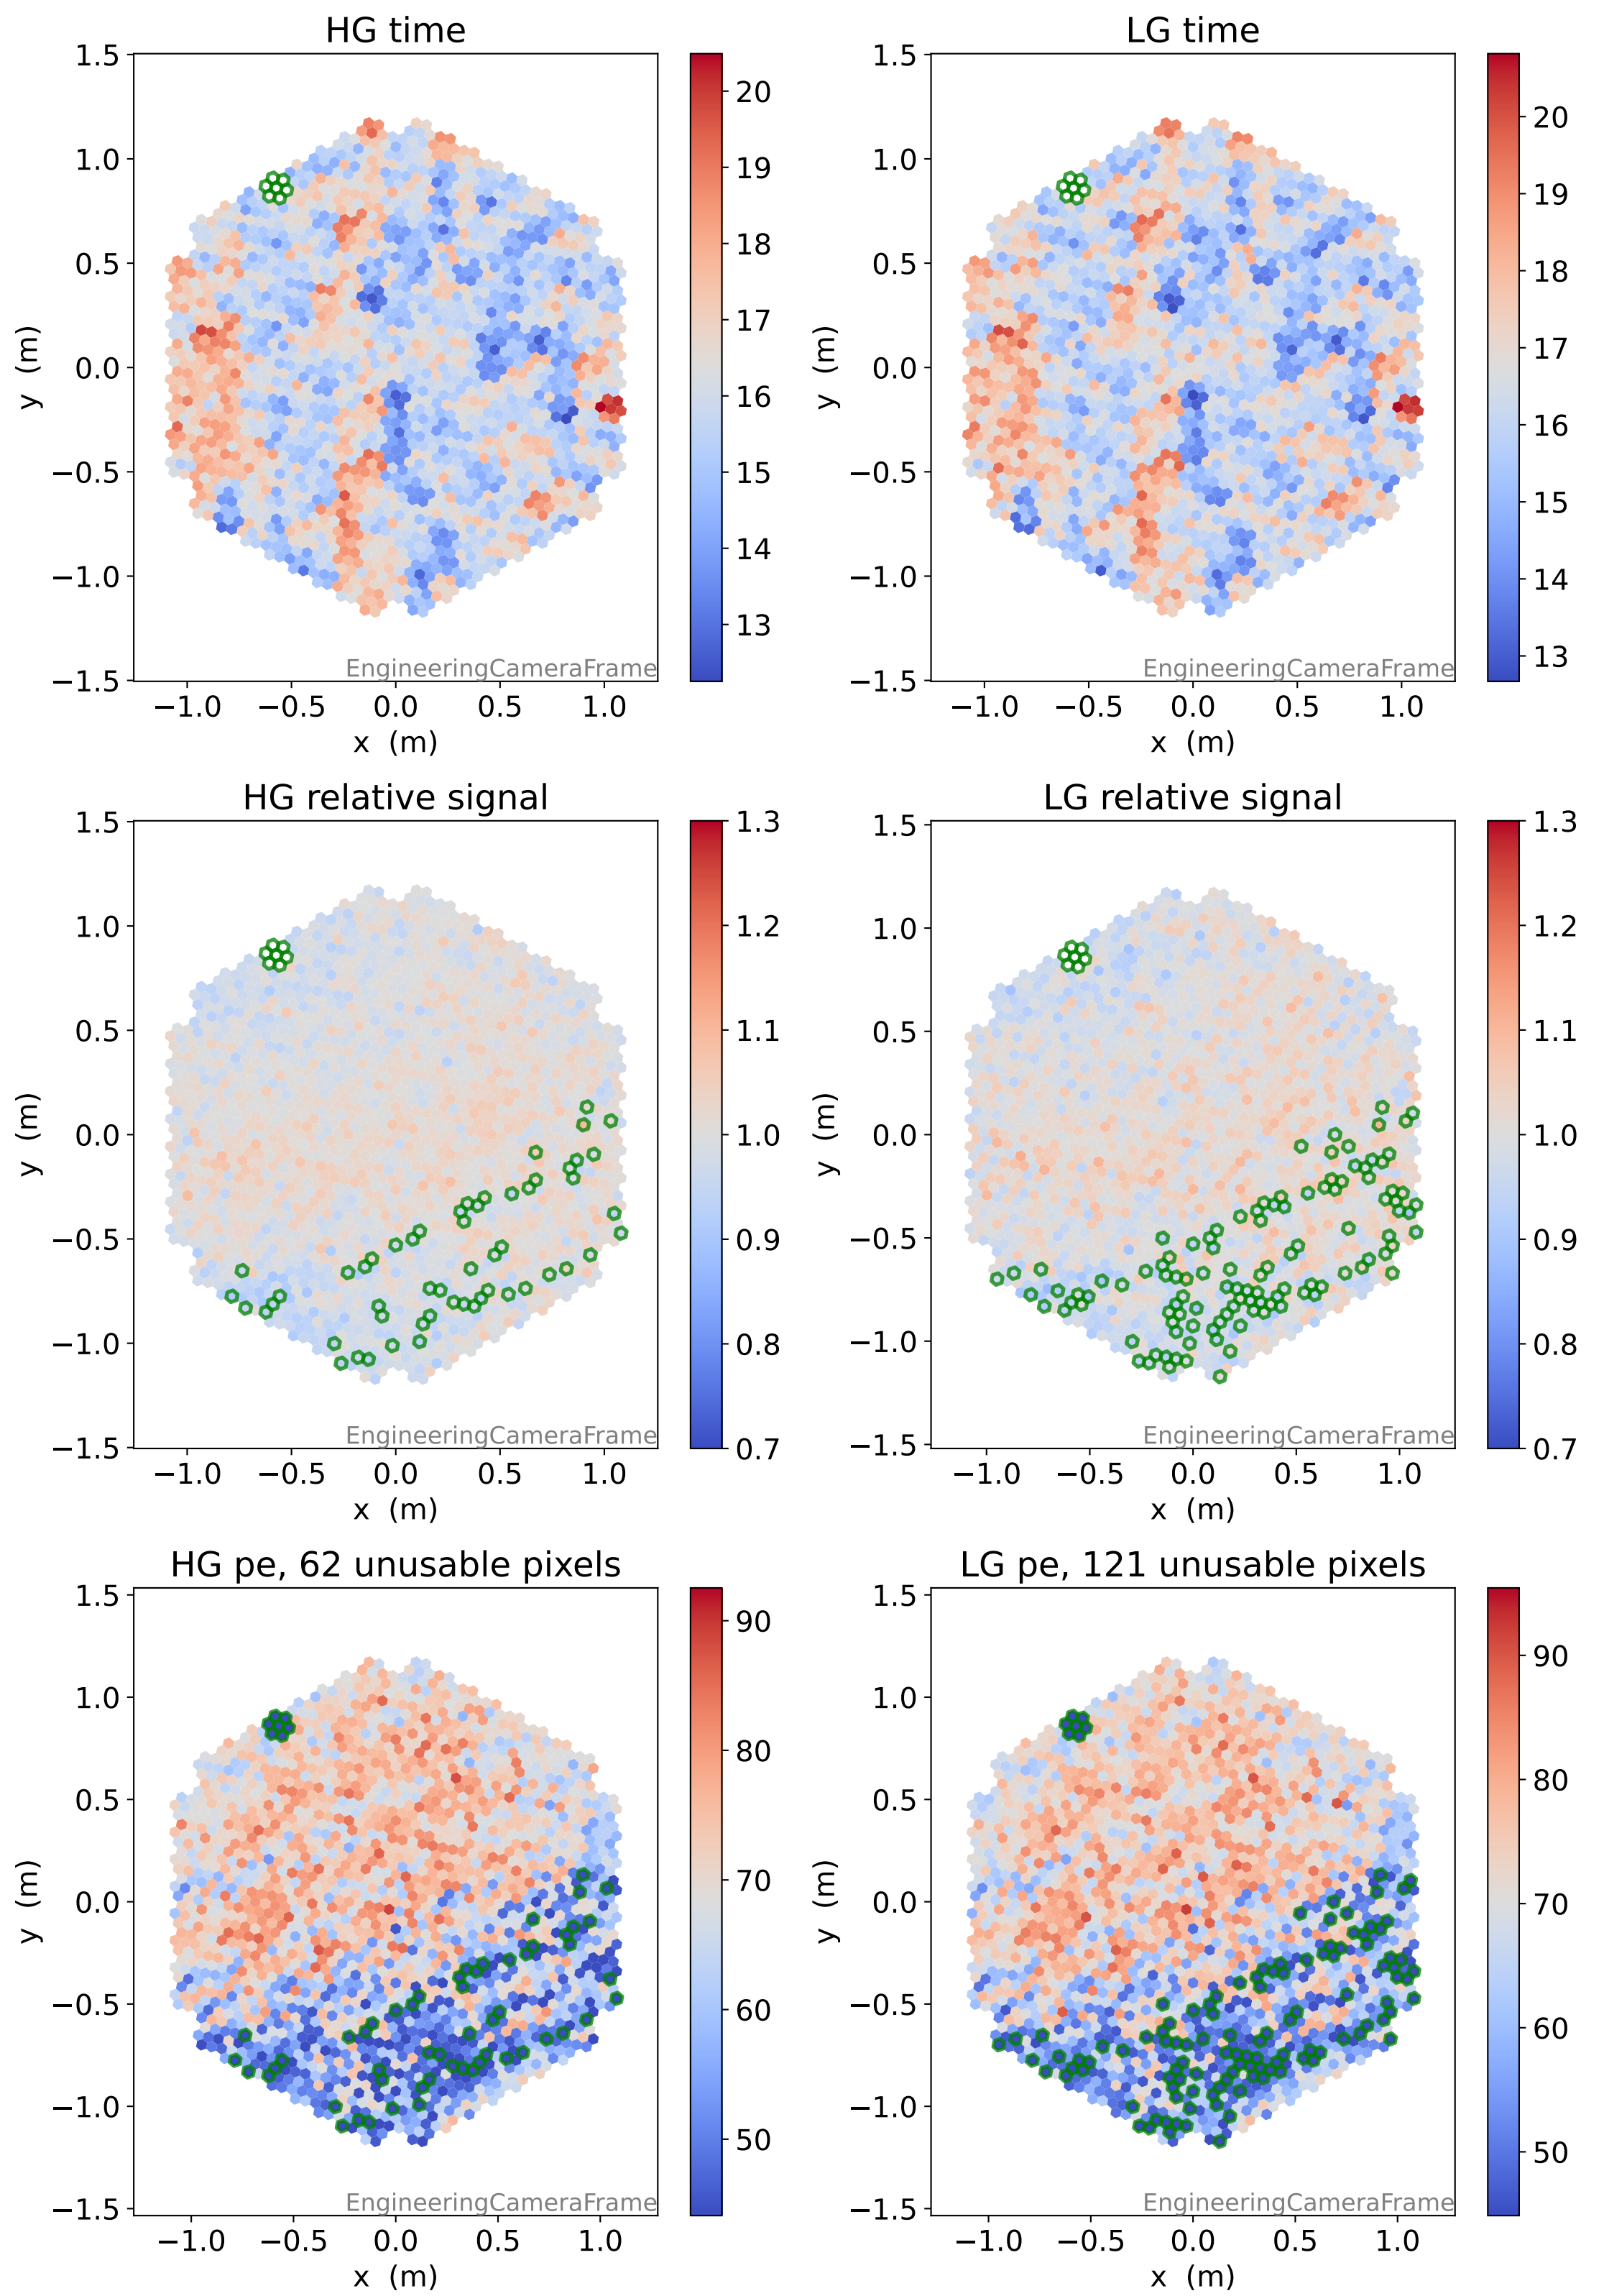 HG time
1.5
1.0
0.5
0.0
−0.5
−1.0
−1.5
y (m)
−1.0 −0.5 0.0 0.5 1.0
x (m)
EngineeringCameraFrame
20
19
18
17
16
15
14
13
LG time
1.5
1.0
0.5
0.0
−0.5
−1.0
−1.5
y (m)
−1.0 −0.5 0.0 0.5 1.0
x (m)
EngineeringCameraFrame
20
19
18
17
16
15
14
13
HG relative signal
1.5
1.0
0.5
0.0
−0.5
−1.0
−1.5
y (m)
−1.0 −0.5 0.0 0.5 1.0
x (m)
EngineeringCameraFrame
1.3
1.2
1.1
1.0
0.9
0.8
0.7
LG relative signal
1.5
1.0
0.5
0.0
−0.5
−1.0
−1.5
y (m)
−1.0 −0.5 0.0 0.5 1.0
x (m)
EngineeringCameraFrame
1.3
1.2
1.1
1.0
0.9
0.8
0.7
HG pe, 62 unusable pixels
1.5
1.0
0.5
0.0
−0.5
−1.0
−1.5
y (m)
−1.0 −0.5 0.0 0.5 1.0
x (m)
EngineeringCameraFrame
90
80
70
60
50
LG pe, 121 unusable pixels
1.5
1.0
0.5
0.0
−0.5
−1.0
−1.5
y (m)
−1.0 −0.5 0.0 0.5 1.0
x (m)
EngineeringCameraFrame
90
80
70
60
50